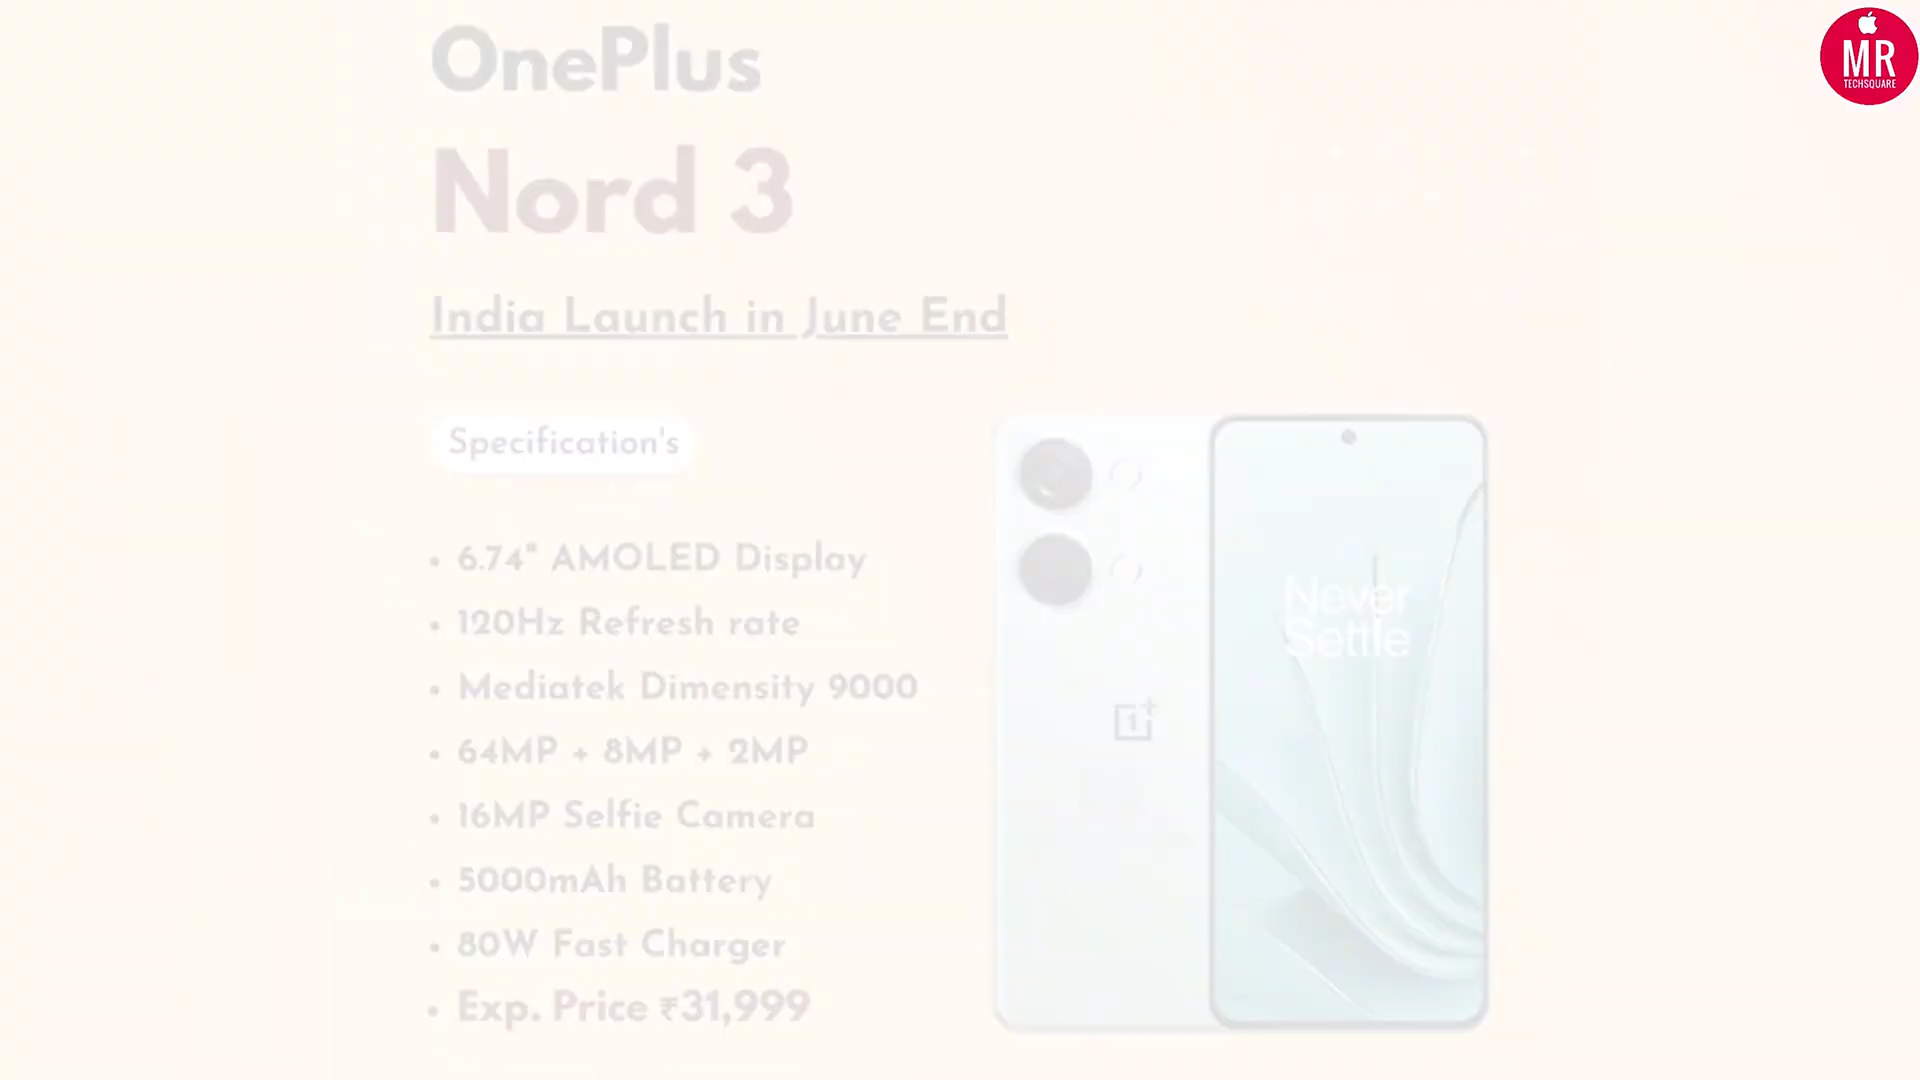 OnePlus
Nord 3
India Launch in June End
Specification's
• 6.74" AMOLED Display
• 120Hz Refresh rate
• Mediatek Dimensity 9000
• 64MP + 8MP + 2MP
• 16MP Selfie Camera
• 5000mAh Battery
• 80W Fast Charger
• Exp. Price ₹31,999
Never
Settle
1+
MR
TECHSQUARE